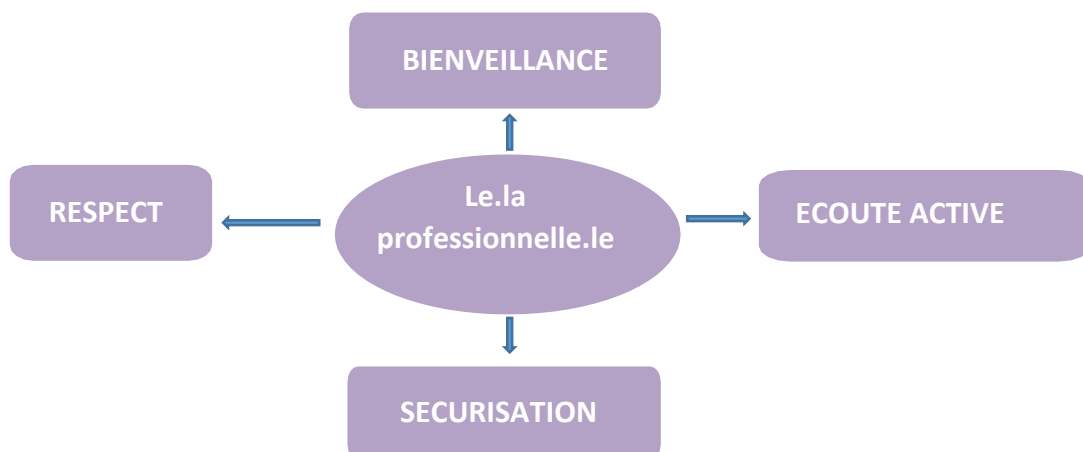 BIENVEILLANCE
RESPECT
Le.la
professionnelle.le
ECOUTE ACTIVE
SECURISATION